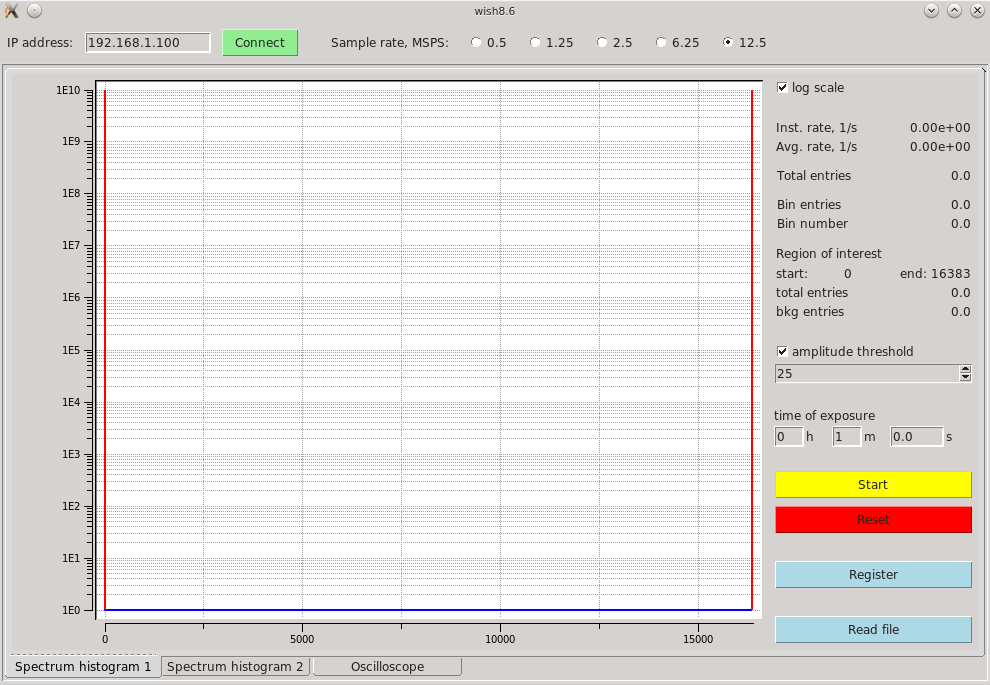 wish8.6
IP address: 192.168.1.100 Connect Sample rate, MSPS: 0.5 1.25 2.5 6.25 12.5
1E10
1E9
1E8
1E7
1E6
1E5
1E4
1E3
1E2
1E1
1E0
0 5000 10000 15000
log scale
Inst. rate, 1/s 0.00e+00
Avg. rate, 1/s 0.00e+00
Total entries 0.0
Bin entries 0.0
Bin number 0.0
Region of interest
start: 0 end: 16383
total entries 0.0
bkg entries 0.0
amplitude threshold
25
time of exposure
0 h 1 m 0.0 s
Start
Reset
Register
Read file
Spectrum histogram 1 Spectrum histogram 2 Oscilloscope